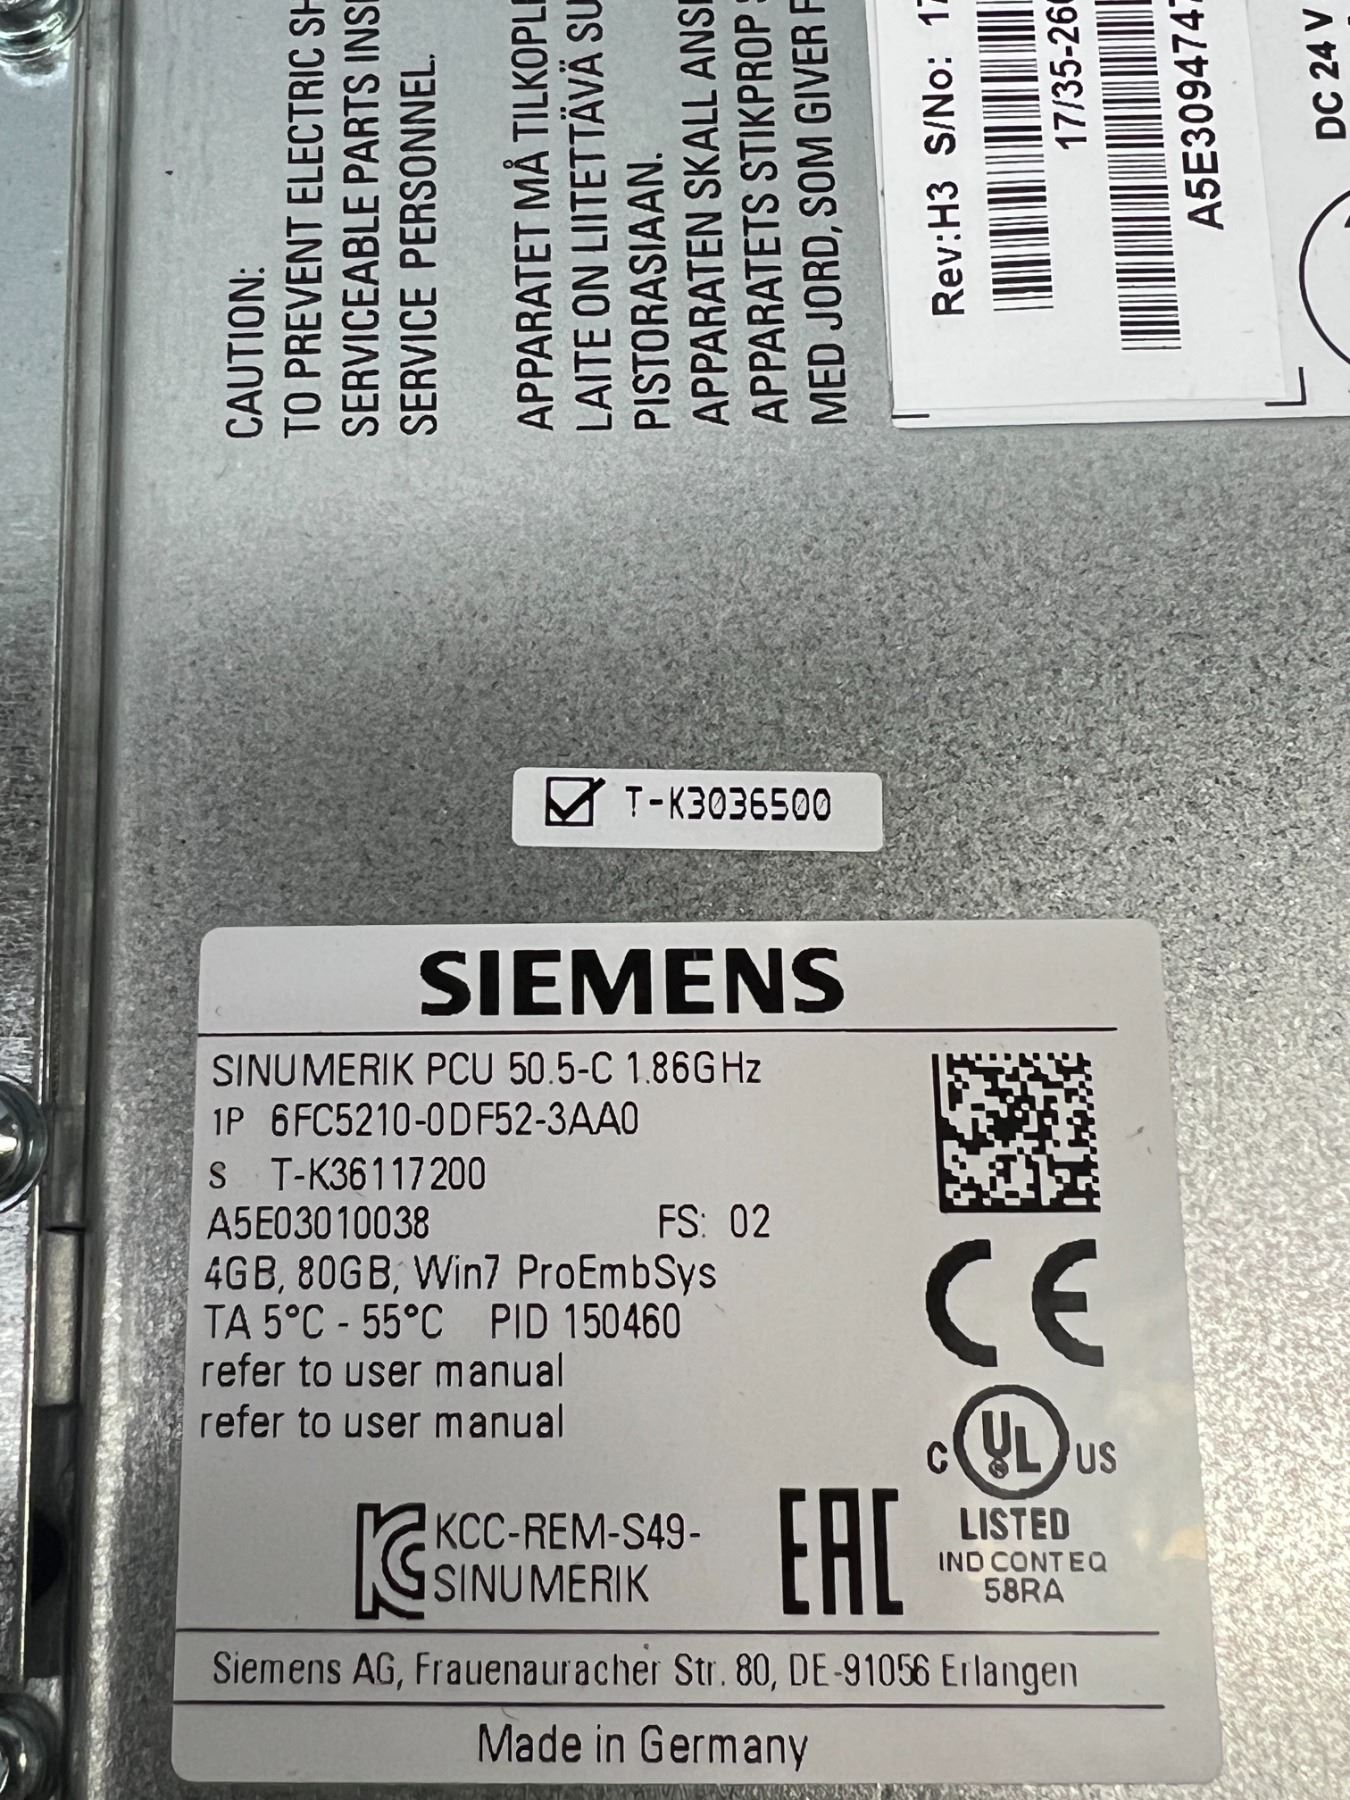 CAUTION:
TO PREVENT ELECTRIC
SERVICEABLE PARTS
SERVICE PERSONNEL.
APPARATET MÅ
LAITE ON LIITETTÄVÄ
PISTORASIAAN.
APPARATEN SKALL
APPARATETS STIKPROP
MED JORD, SOM GIVER
Rev:H3 S/No: 17
17/35-26
A5E3094747
DC 24 V
T-K3036500
SIEMENS
SINUMERIK PCU 50.5-C 1.86GHz
1P 6FC5210-0DF52-3AA0
S T-K36117200
A5E03010038 FS: 02
4GB, 80GB, Win7 ProEmbSys
TA 5°C - 55°C PID 150460
refer to user manual
refer to user manual
CE
C UL US
LISTED
IND CONT EQ
58RA
KCC-REM-S49-
SINUMERIK
EAC
Siemens AG, Frauenauracher Str. 80, DE-91056 Erlangen
Made in Germany